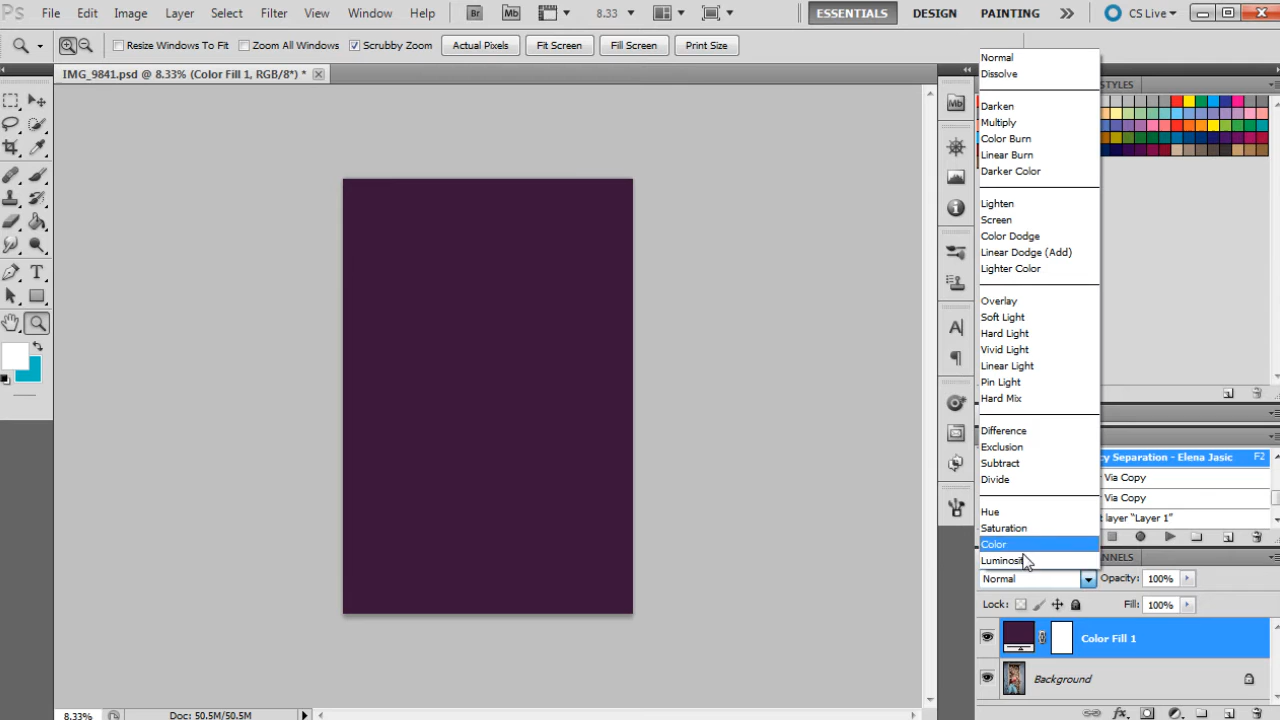 Ps File Edit Image Layer Select Filter View Window Help Br Mb 8.33 ESSENTIALS DESIGN PAINTING CS Live
Resize Windows To Fit Zoom All Windows Scrubby Zoom Actual Pixels Fit Screen Fill Screen Print Size
IMG_9841.psd @ 8.33% (Color Fill 1, RGB/8*) *
STYLES
Mb
Normal
Dissolve
Darken
Multiply
Color Burn
Linear Burn
Darker Color
Lighten
Screen
Color Dodge
Linear Dodge (Add)
Lighter Color
Overlay
Soft Light
Hard Light
Vivid Light
Linear Light
Pin Light
Hard Mix
Difference
Exclusion
Subtract
Divide
Hue
Saturation
Color
Luminosit
cy Separation - Elena Jasic F2
Via Copy
Via Copy
t layer "Layer 1"
NNELS
Normal Opacity: 100%
Lock: Fill: 100%
Color Fill 1
Background
8.33% Doc: 50.5M/50.5M